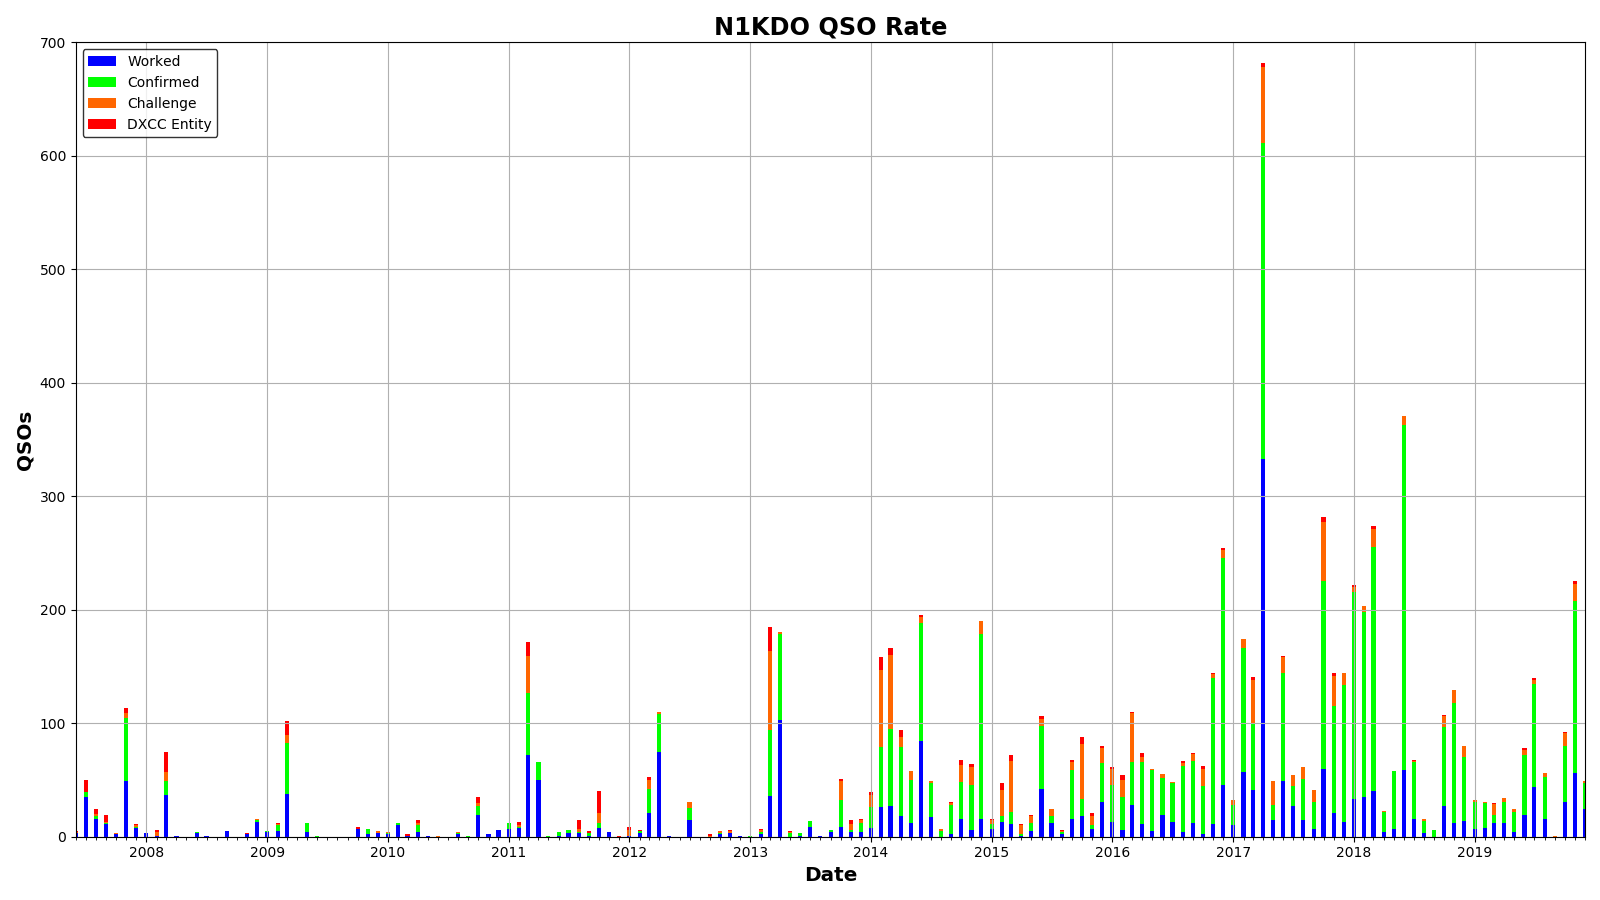 N1KDO QSO Rate
700
600
500
400
300
200
100
0
Worked
Confirmed
Challenge
DXCC Entity
QSOs
2008 2009 2010 2011 2012 2013 2014 2015 2016 2017 2018 2019
Date